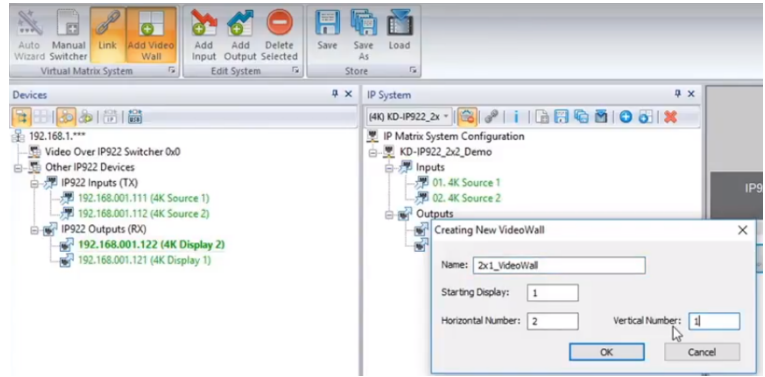 Auto Wizard
Manual Switcher
Link
Add Video Wall
Add Input
Add Output
Delete Selected
Save
Save As
Load
Virtual Matrix System
Edit System
Store
Devices
192.168.1.***
Video Over IP922 Switcher 0x0
Other IP922 Devices
IP922 Inputs (TX)
192.168.001.111 (4K Source 1)
192.168.001.112 (4K Source 2)
IP922 Outputs (RX)
192.168.001.122 (4K Display 2)
192.168.001.121 (4K Display 1)
IP System
(4K) KD-IP922_2x
IP Matrix System Configuration
KD-IP922_2x2_Demo
Inputs
01. 4K Source 1
02. 4K Source 2
Outputs
IP9
Creating New VideoWall
Name: 2x1_VideoWall
Starting Display: 1
Horizontal Number: 2 Vertical Number: 1
OK Cancel